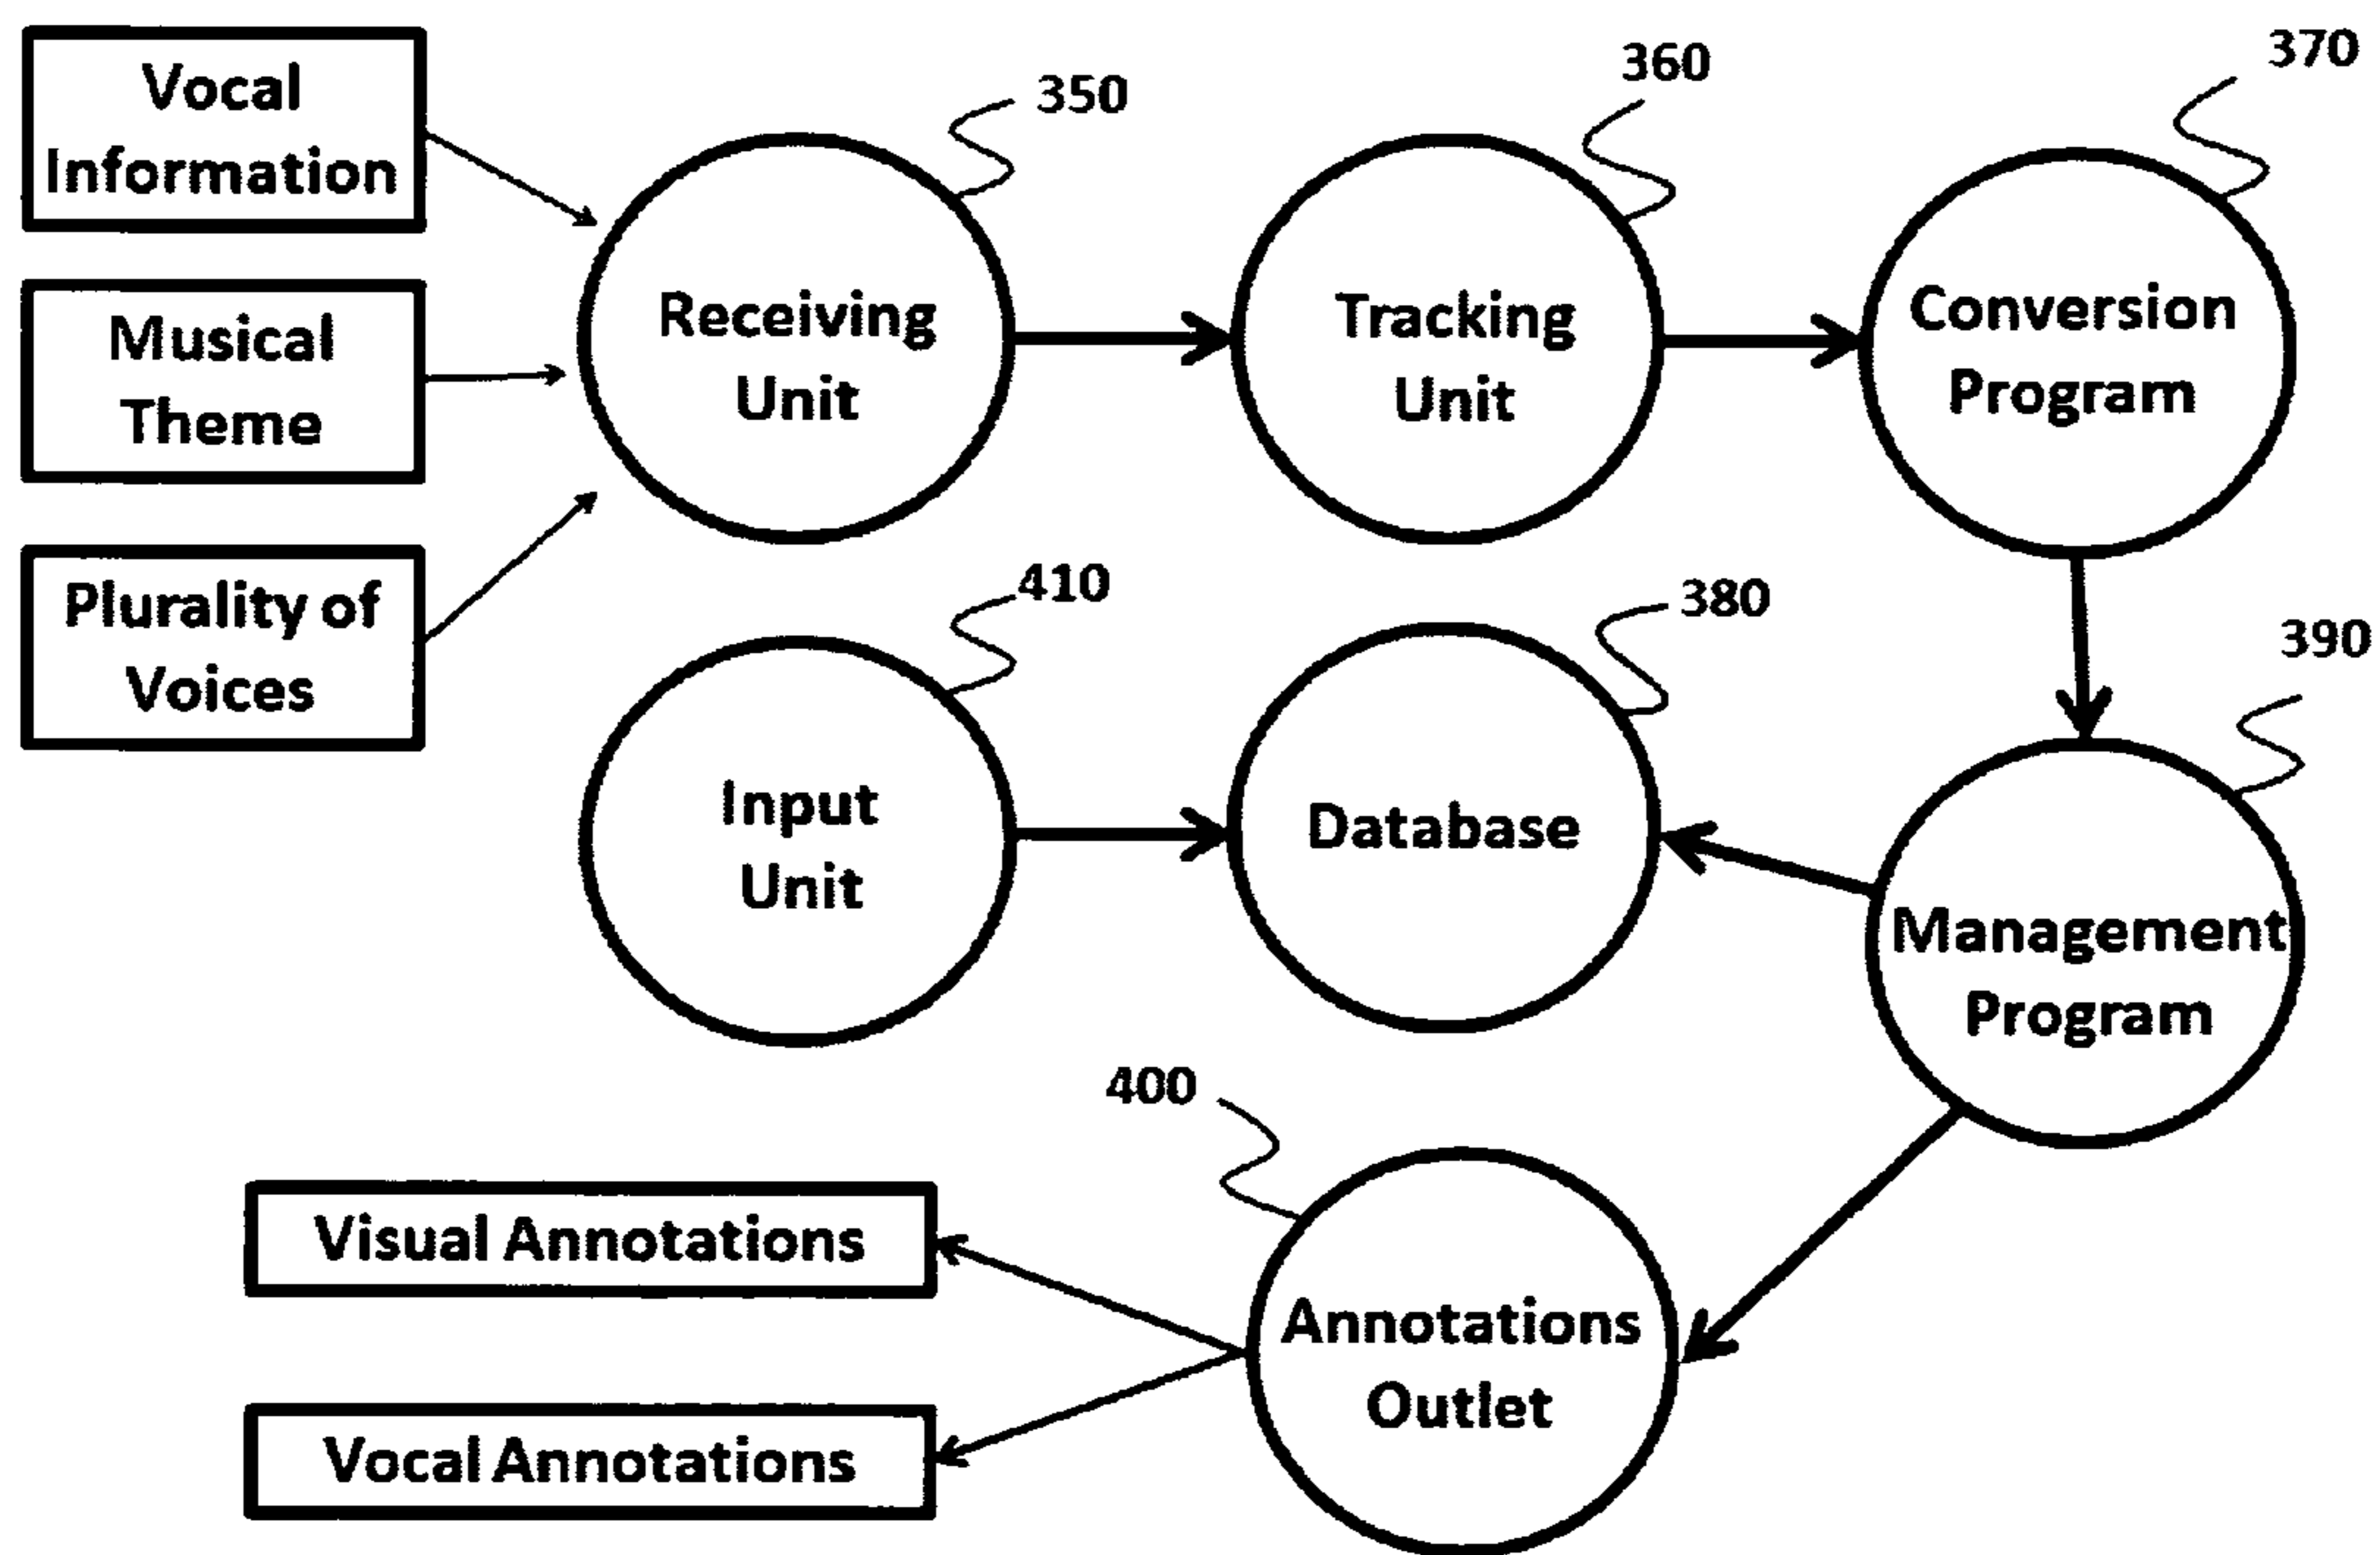 Vocal
Information
350
360
370
Musical
Theme
Receiving
Unit
Tracking
Unit
Conversion
Program
Plurality of
Voices
410
380
390
Input
Unit
Database
Management
Program
400
Visual Annotations
Annotations
Outlet
Vocal Annotations